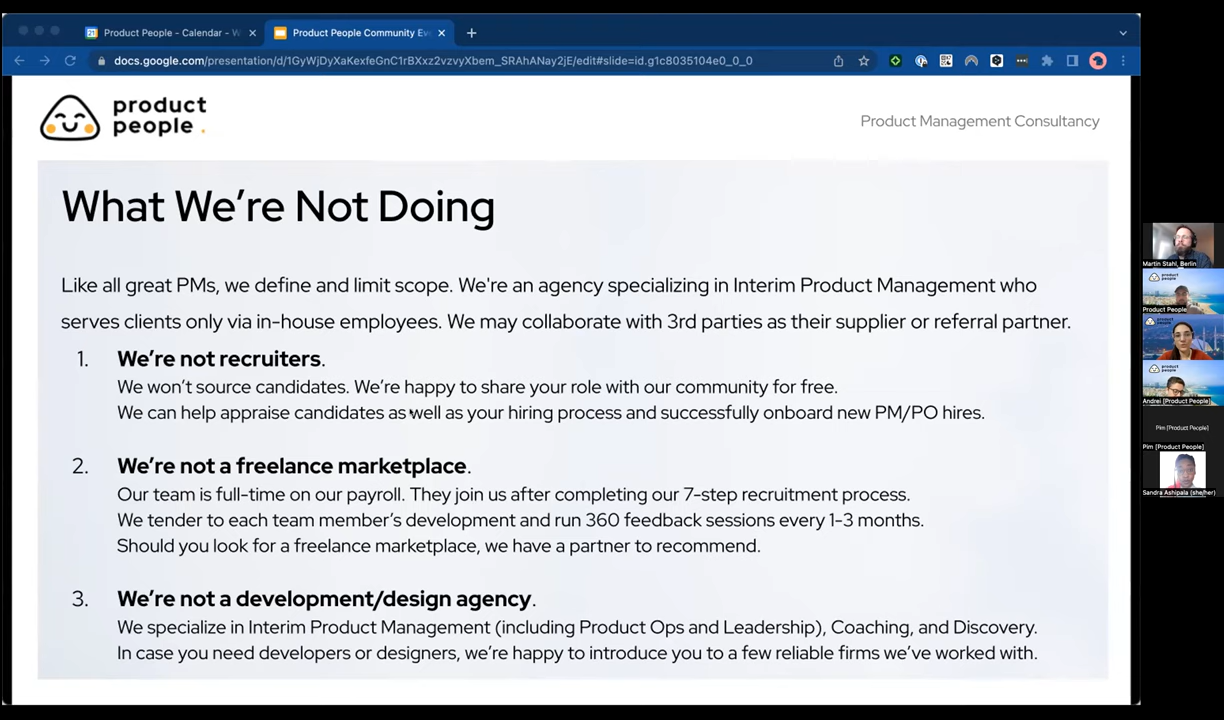 Product People - Calendar - W
Product People Community Ev
docs.google.com/presentation/d/1GyWjDyXaKexfeGnC1rBXxz2vzvyXbem_SRAhANay2jE/edit#slide=id.g1c8035104e0_0_0
product
people.
Product Management Consultancy
What We're Not Doing
Like all great PMs, we define and limit scope. We're an agency specializing in Interim Product Management who
serves clients only via in-house employees. We may collaborate with 3rd parties as their supplier or referral partner.
1. We're not recruiters.
We won't source candidates. We're happy to share your role with our community for free.
We can help appraise candidates as well as your hiring process and successfully onboard new PM/PO hires.
2. We're not a freelance marketplace.
Our team is full-time on our payroll. They join us after completing our 7-step recruitment process.
We tender to each team member's development and run 360 feedback sessions every 1-3 months.
Should you look for a freelance marketplace, we have a partner to recommend.
3. We're not a development/design agency.
We specialize in Interim Product Management (including Product Ops and Leadership), Coaching, and Discovery.
In case you need developers or designers, we're happy to introduce you to a few reliable firms we've worked with.
Martin Stahl, Berlin
Product People
Andrei [Product People]
Pim [Product People]
Pim [Product People]
Sandra Ashipala (she/her)